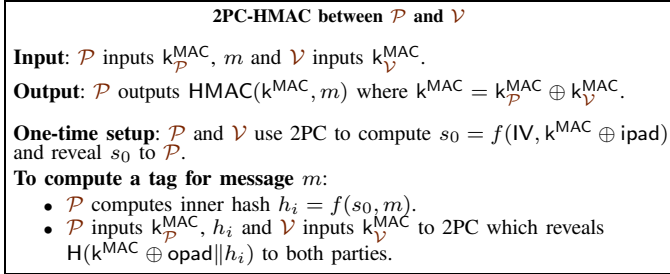 2PC-HMAC between 𝒫 and 𝒱
Input: 𝒫 inputs k_𝒫^MAC, m and 𝒱 inputs k_𝒱^MAC.
Output: 𝒫 outputs HMAC(k^MAC, m) where k^MAC = k_𝒫^MAC ⊕ k_𝒱^MAC.
One-time setup: 𝒫 and 𝒱 use 2PC to compute s₀ = f(IV, k^MAC ⊕ ipad)
and reveal s₀ to 𝒫.
To compute a tag for message m:
• 𝒫 computes inner hash h_i = f(s₀, m).
• 𝒫 inputs k_𝒫^MAC, h_i and 𝒱 inputs k_𝒱^MAC to 2PC which reveals
H(k^MAC ⊕ opad‖h_i) to both parties.